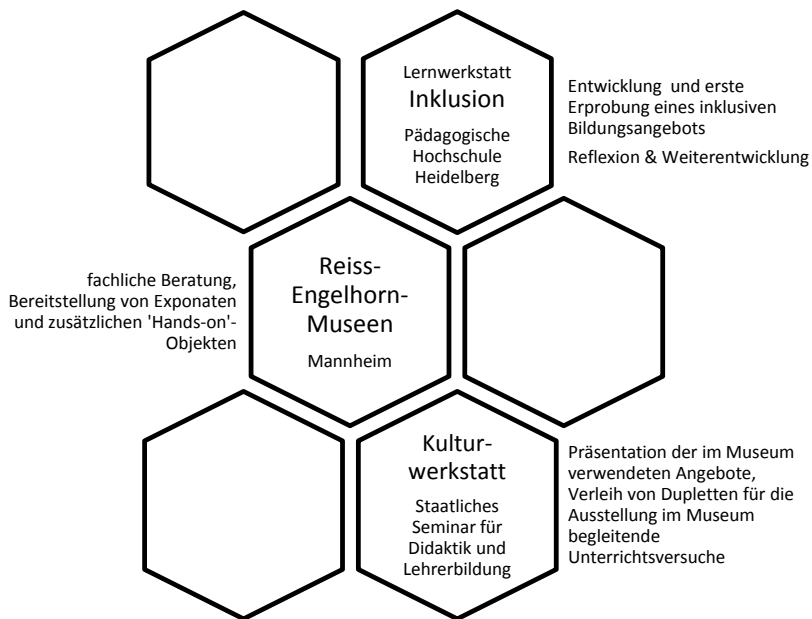 Lernwerkstatt
Inklusion
Pädagogische
Hochschule
Heidelberg
Entwicklung und erste
Erprobung eines inklusiven
Bildungsangebots
Reflexion & Weiterentwicklung
fachliche Beratung,
Bereitstellung von Exponaten
und zusätzlichen 'Hands-on'-
Objekten
Reiss-
Engelhorn-
Museen
Mannheim
Kultur-
werkstatt
Staatliches
Seminar für
Didaktik und
Lehrerbildung
Präsentation der im Museum
verwendeten Angebote,
Verleih von Dupletten für die
Ausstellung im Museum
begleitende
Unterrichtsversuche